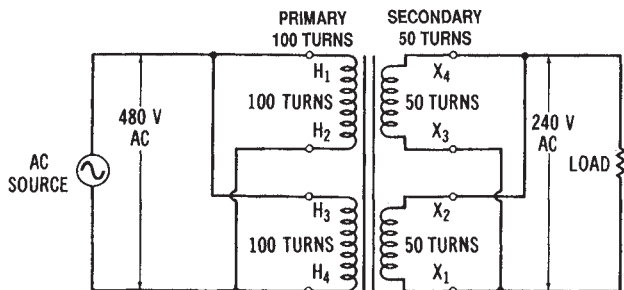 PRIMARY
100 TURNS
SECONDARY
50 TURNS
H1
X4
100 TURNS
50 TURNS
480 V
AC
240 V
AC
H2
X3
AC
SOURCE
LOAD
H3
X2
100 TURNS
50 TURNS
H4
X1